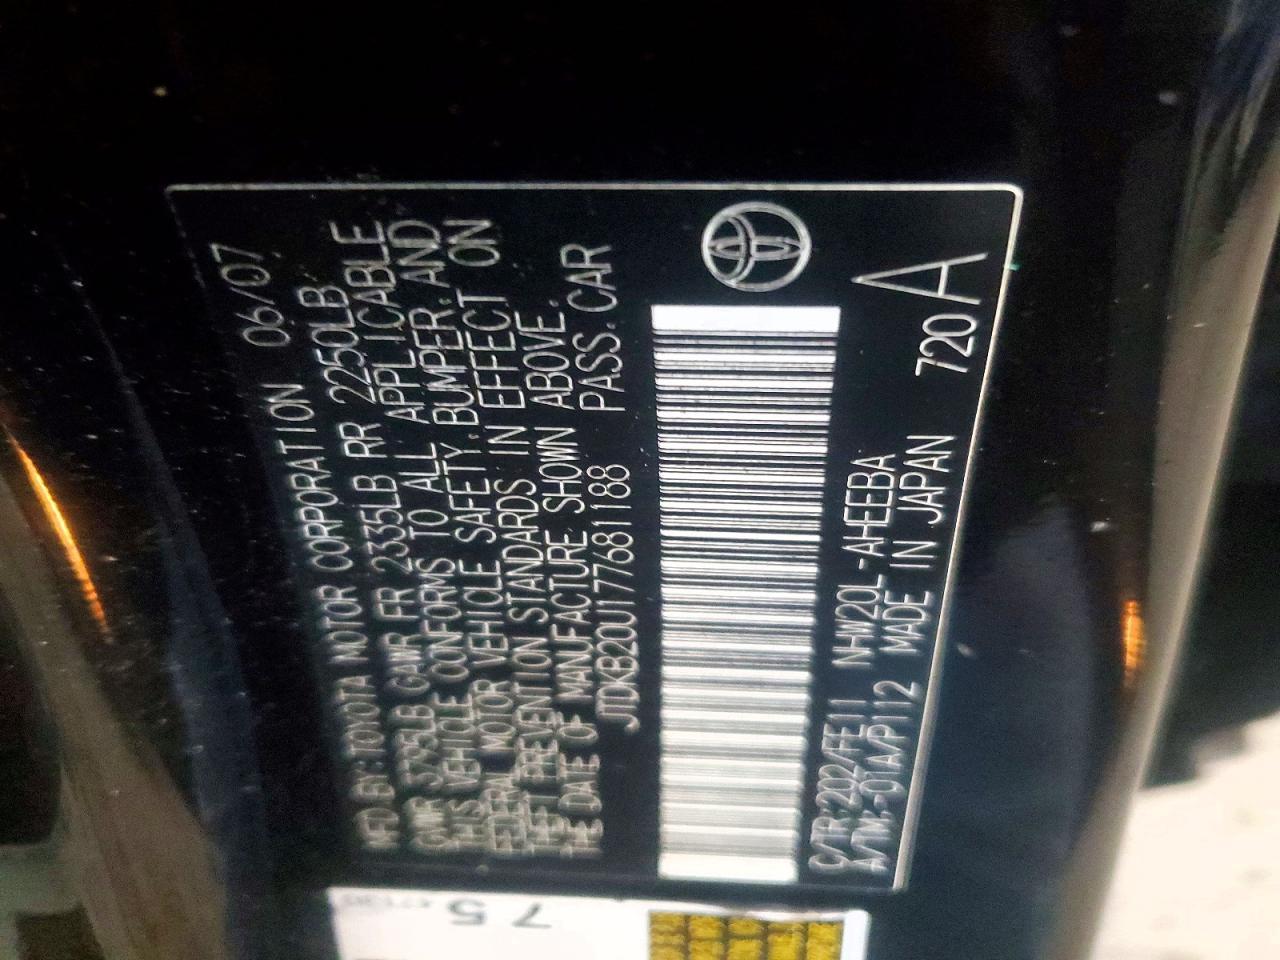 MFD BY:TOYOTA MOTOR CORPORATION 06/07
GVWR 3795LB GAWR FR 2335LB RR 2250LB
THIS VEHICLE CONFORMS TO ALL APPLICABLE
FEDERAL MOTOR VEHICLE SAFETY,BUMPER,AND
THEFT PREVENTION STANDARDS IN EFFECT ON
THE DATE OF MANUFACTURE SHOWN ABOVE.
JTDKB20U177681188 PASS.CAR
C/TR:202/FE11 NHW20L-AHEEBA
A/TM:-01A/P112 MADE IN JAPAN 720A
75